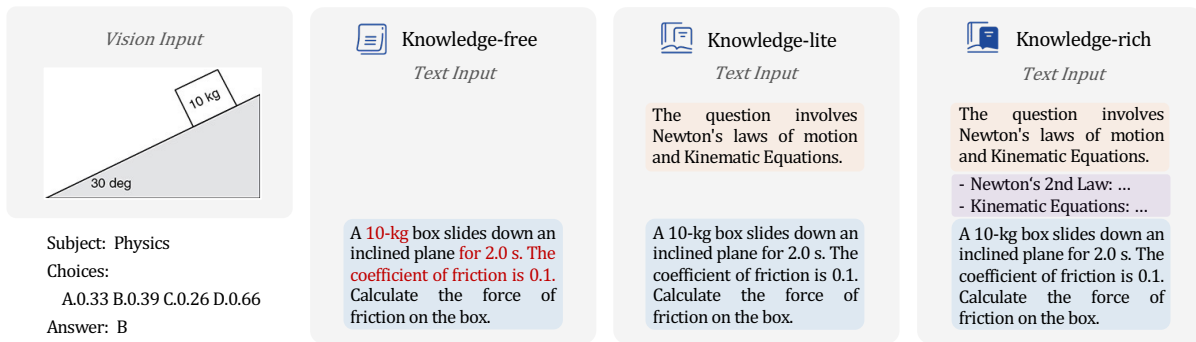 Vision Input
10 kg
30 deg
Subject: Physics
Choices:
A.0.33 B.0.39 C.0.26 D.0.66
Answer: B
Knowledge-free
Text Input
A 10-kg box slides down an
inclined plane for 2.0 s. The
coefficient of friction is 0.1.
Calculate the force of
friction on the box.
Knowledge-lite
Text Input
The question involves
Newton's laws of motion
and Kinematic Equations.
A 10-kg box slides down an
inclined plane for 2.0 s. The
coefficient of friction is 0.1.
Calculate the force of
friction on the box.
Knowledge-rich
Text Input
The question involves
Newton's laws of motion
and Kinematic Equations.
- Newton‘s 2nd Law: ...
- Kinematic Equations: ...
A 10-kg box slides down an
inclined plane for 2.0 s. The
coefficient of friction is 0.1.
Calculate the force of
friction on the box.